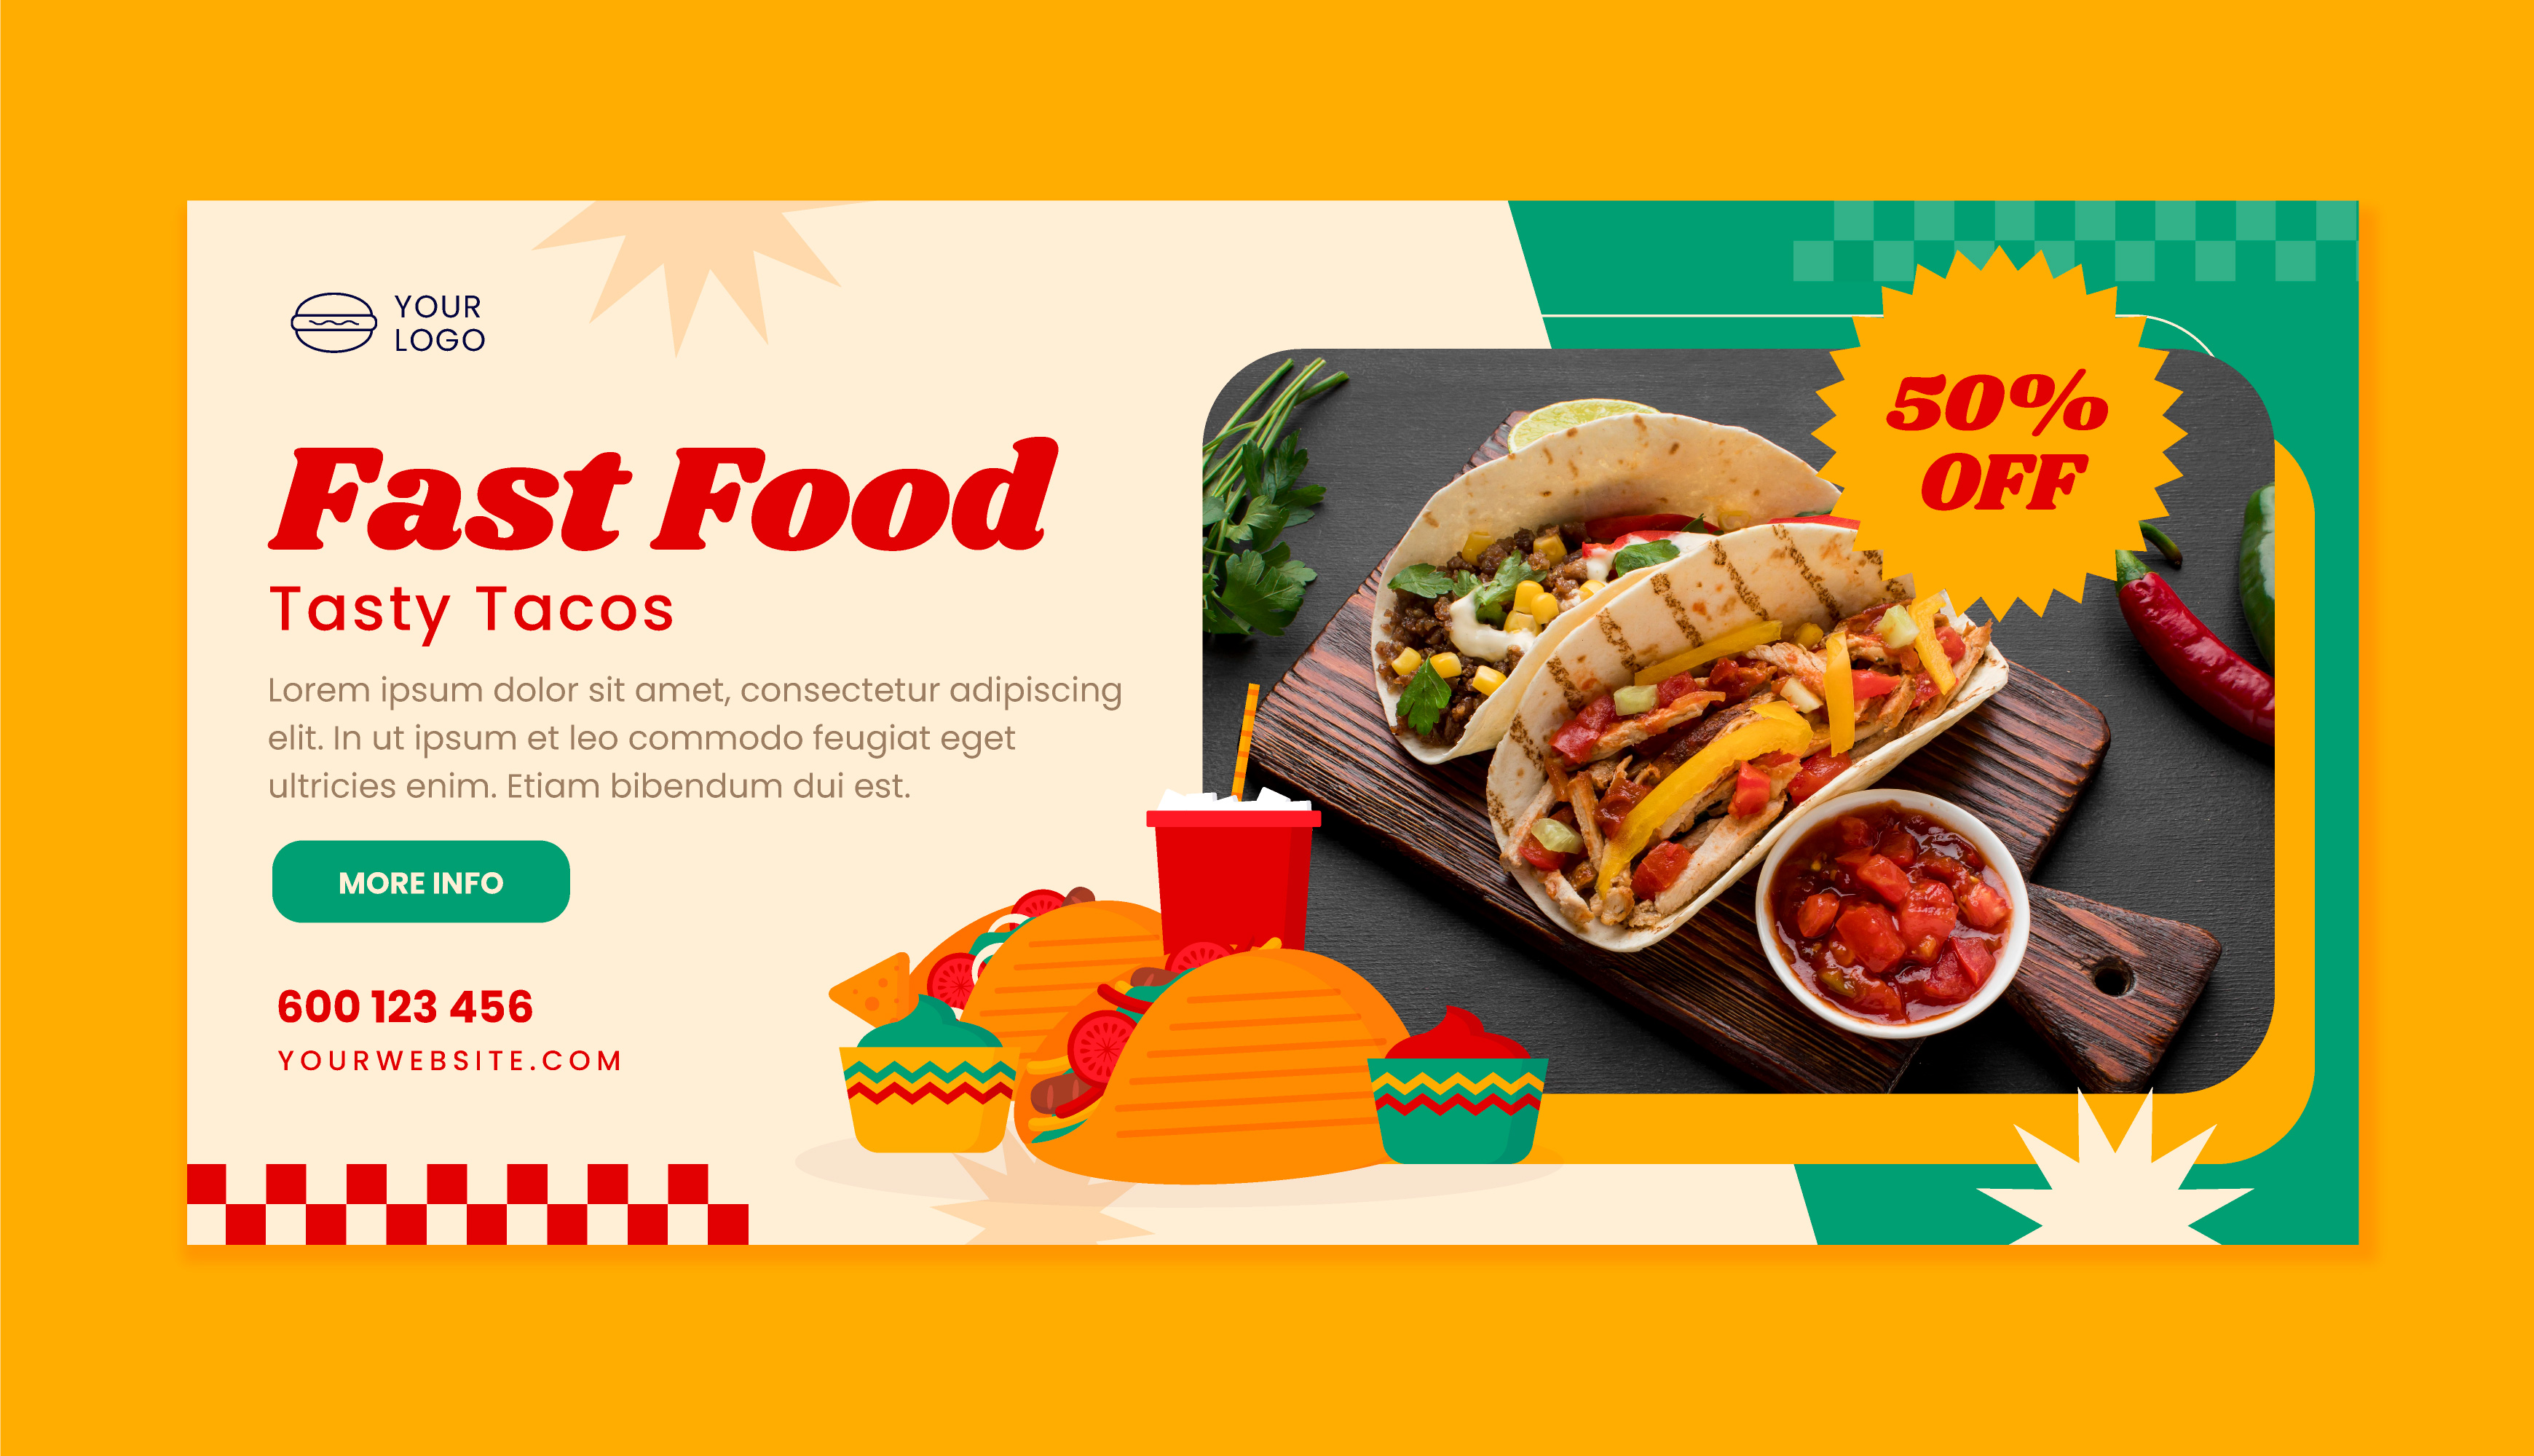 YOUR
LOGO
Fast Food
Tasty Tacos
Lorem ipsum dolor sit amet, consectetur adipiscing
elit. In ut ipsum et leo commodo feugiat eget
ultricies enim. Etiam bibendum dui est.
MORE INFO
600 123 456
YOURWEBSITE.COM
50%
OFF